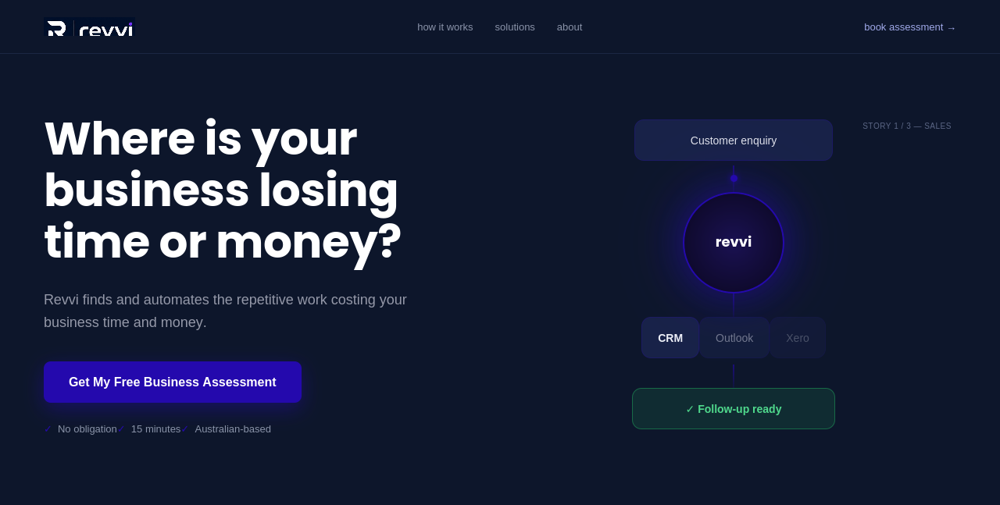 revvi
how it works
solutions
about
book assessment →
Where is your
business losing
time or money?
Revvi finds and automates the repetitive work costing your
business time and money.
Get My Free Business Assessment
✓ No obligation ✓ 15 minutes ✓ Australian-based
STORY 1 / 3 — SALES
Customer enquiry
revvi
CRM
Outlook
Xero
✓ Follow-up ready